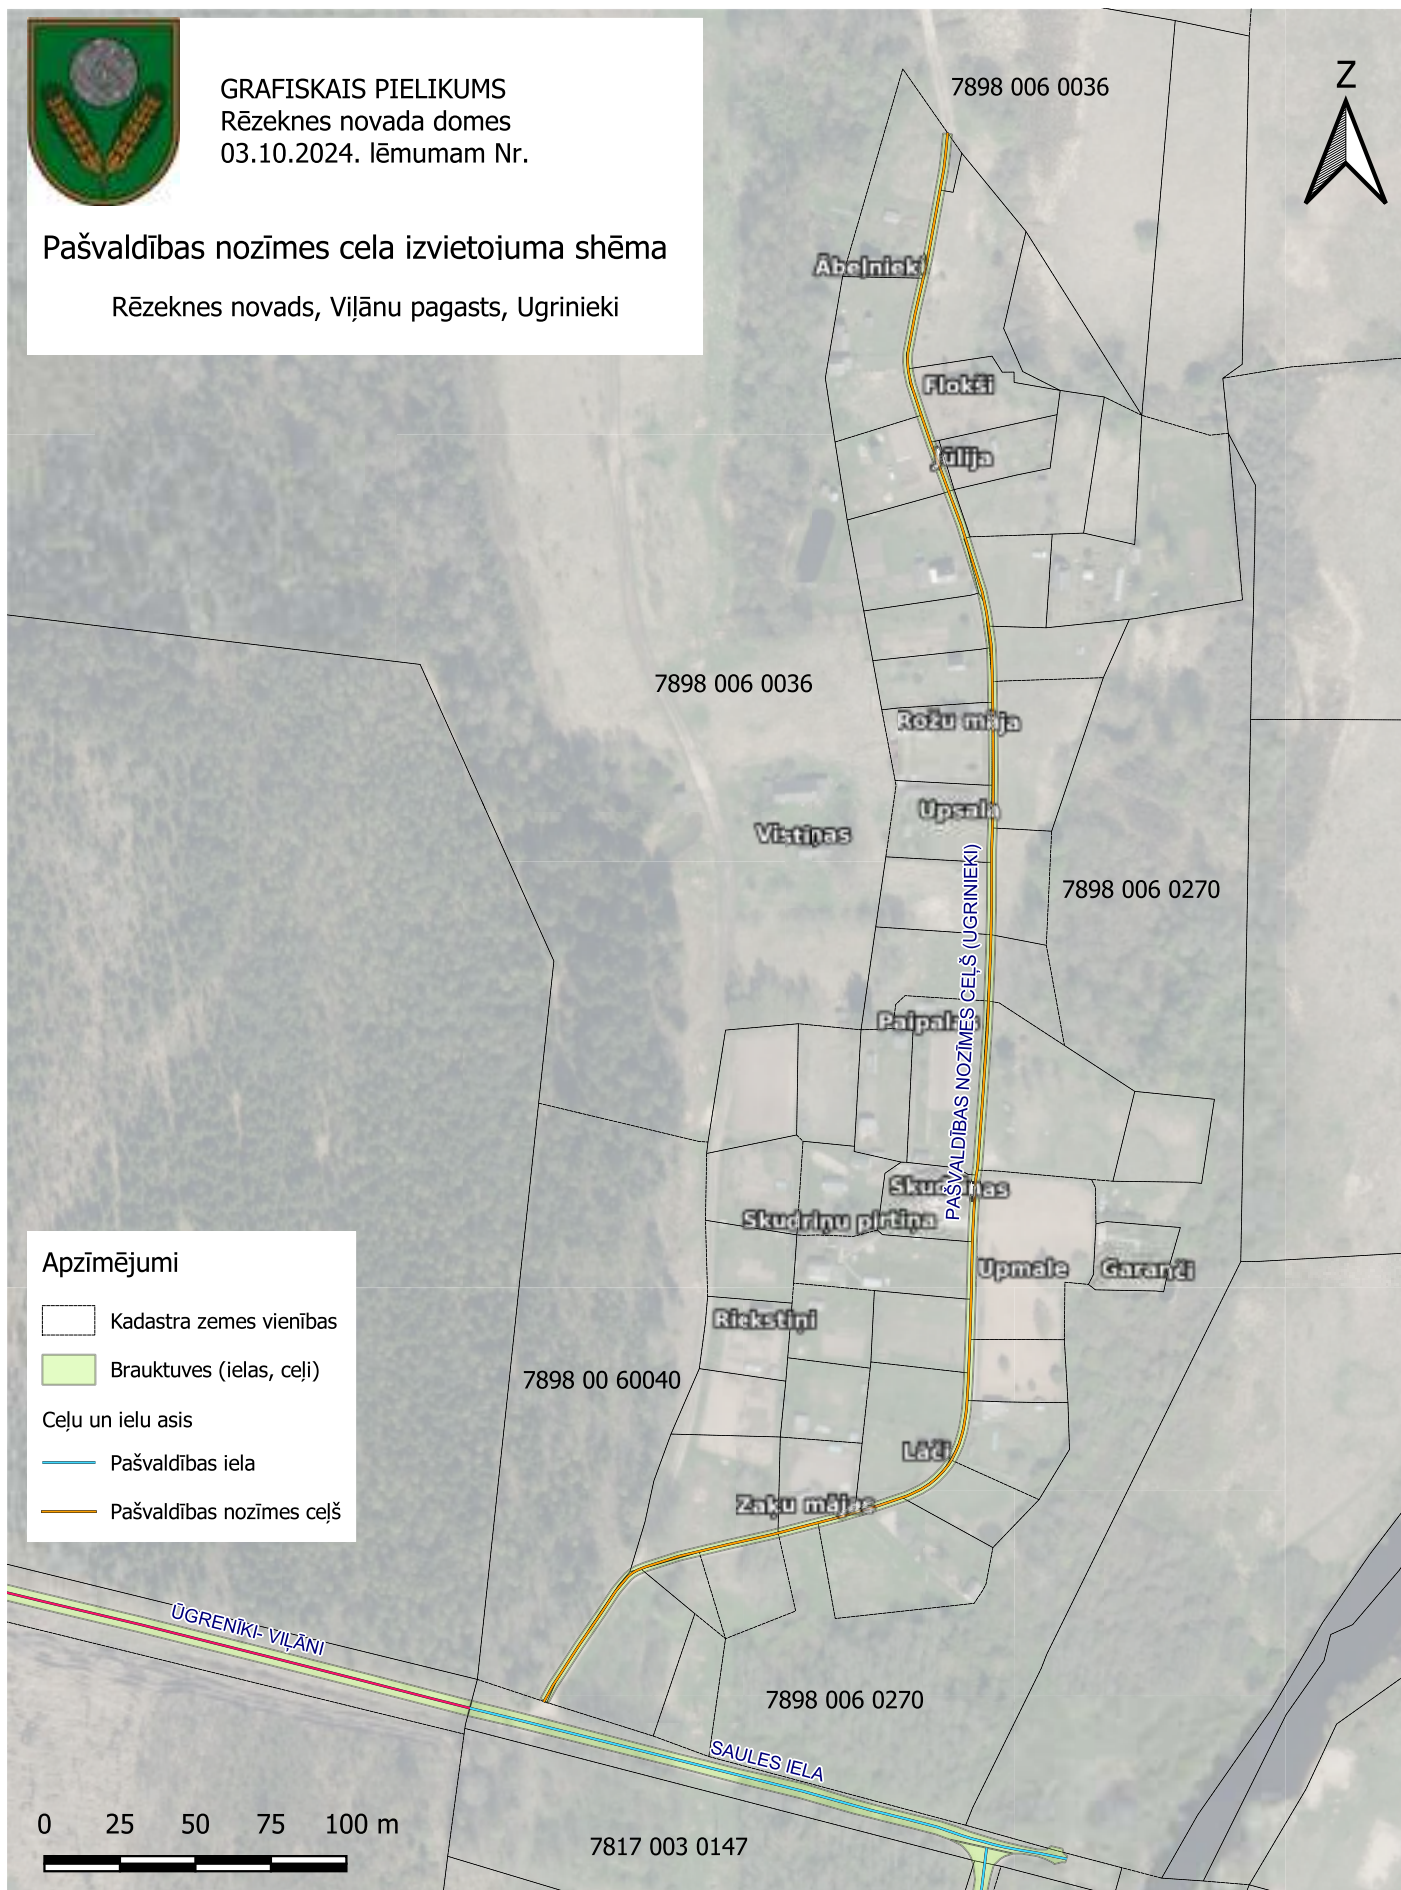 GRAFISKAIS PIELIKUMS
Rēzeknes novada domes
03.10.2024. lēmumam Nr.
Pašvaldības nozīmes cela izvietojuma shēma
Rēzeknes novads, Viļānu pagasts, Ugrinieki
Z
7898 006 0036
Ābeļnieki
Flokši
Jūlija
7898 006 0036
Rožu māja
Upsala
Vistiņas
7898 006 0270
PAŠVALDĪBAS NOZĪMES CEĻŠ (UGRINIEKI)
Paipalas
Skudriņas
Skudriņu pirtiņa
Upmale
Garanči
Riekstiņi
7898 00 60040
Lāči
Zaķu mājas
Apzīmējumi
Kadastra zemes vienības
Brauktuves (ielas, ceļi)
Ceļu un ielu asis
Pašvaldības iela
Pašvaldības nozīmes ceļš
ŪGRENĪKI- VIĻĀNI
7898 006 0270
SAULES IELA
0 25 50 75 100 m
7817 003 0147